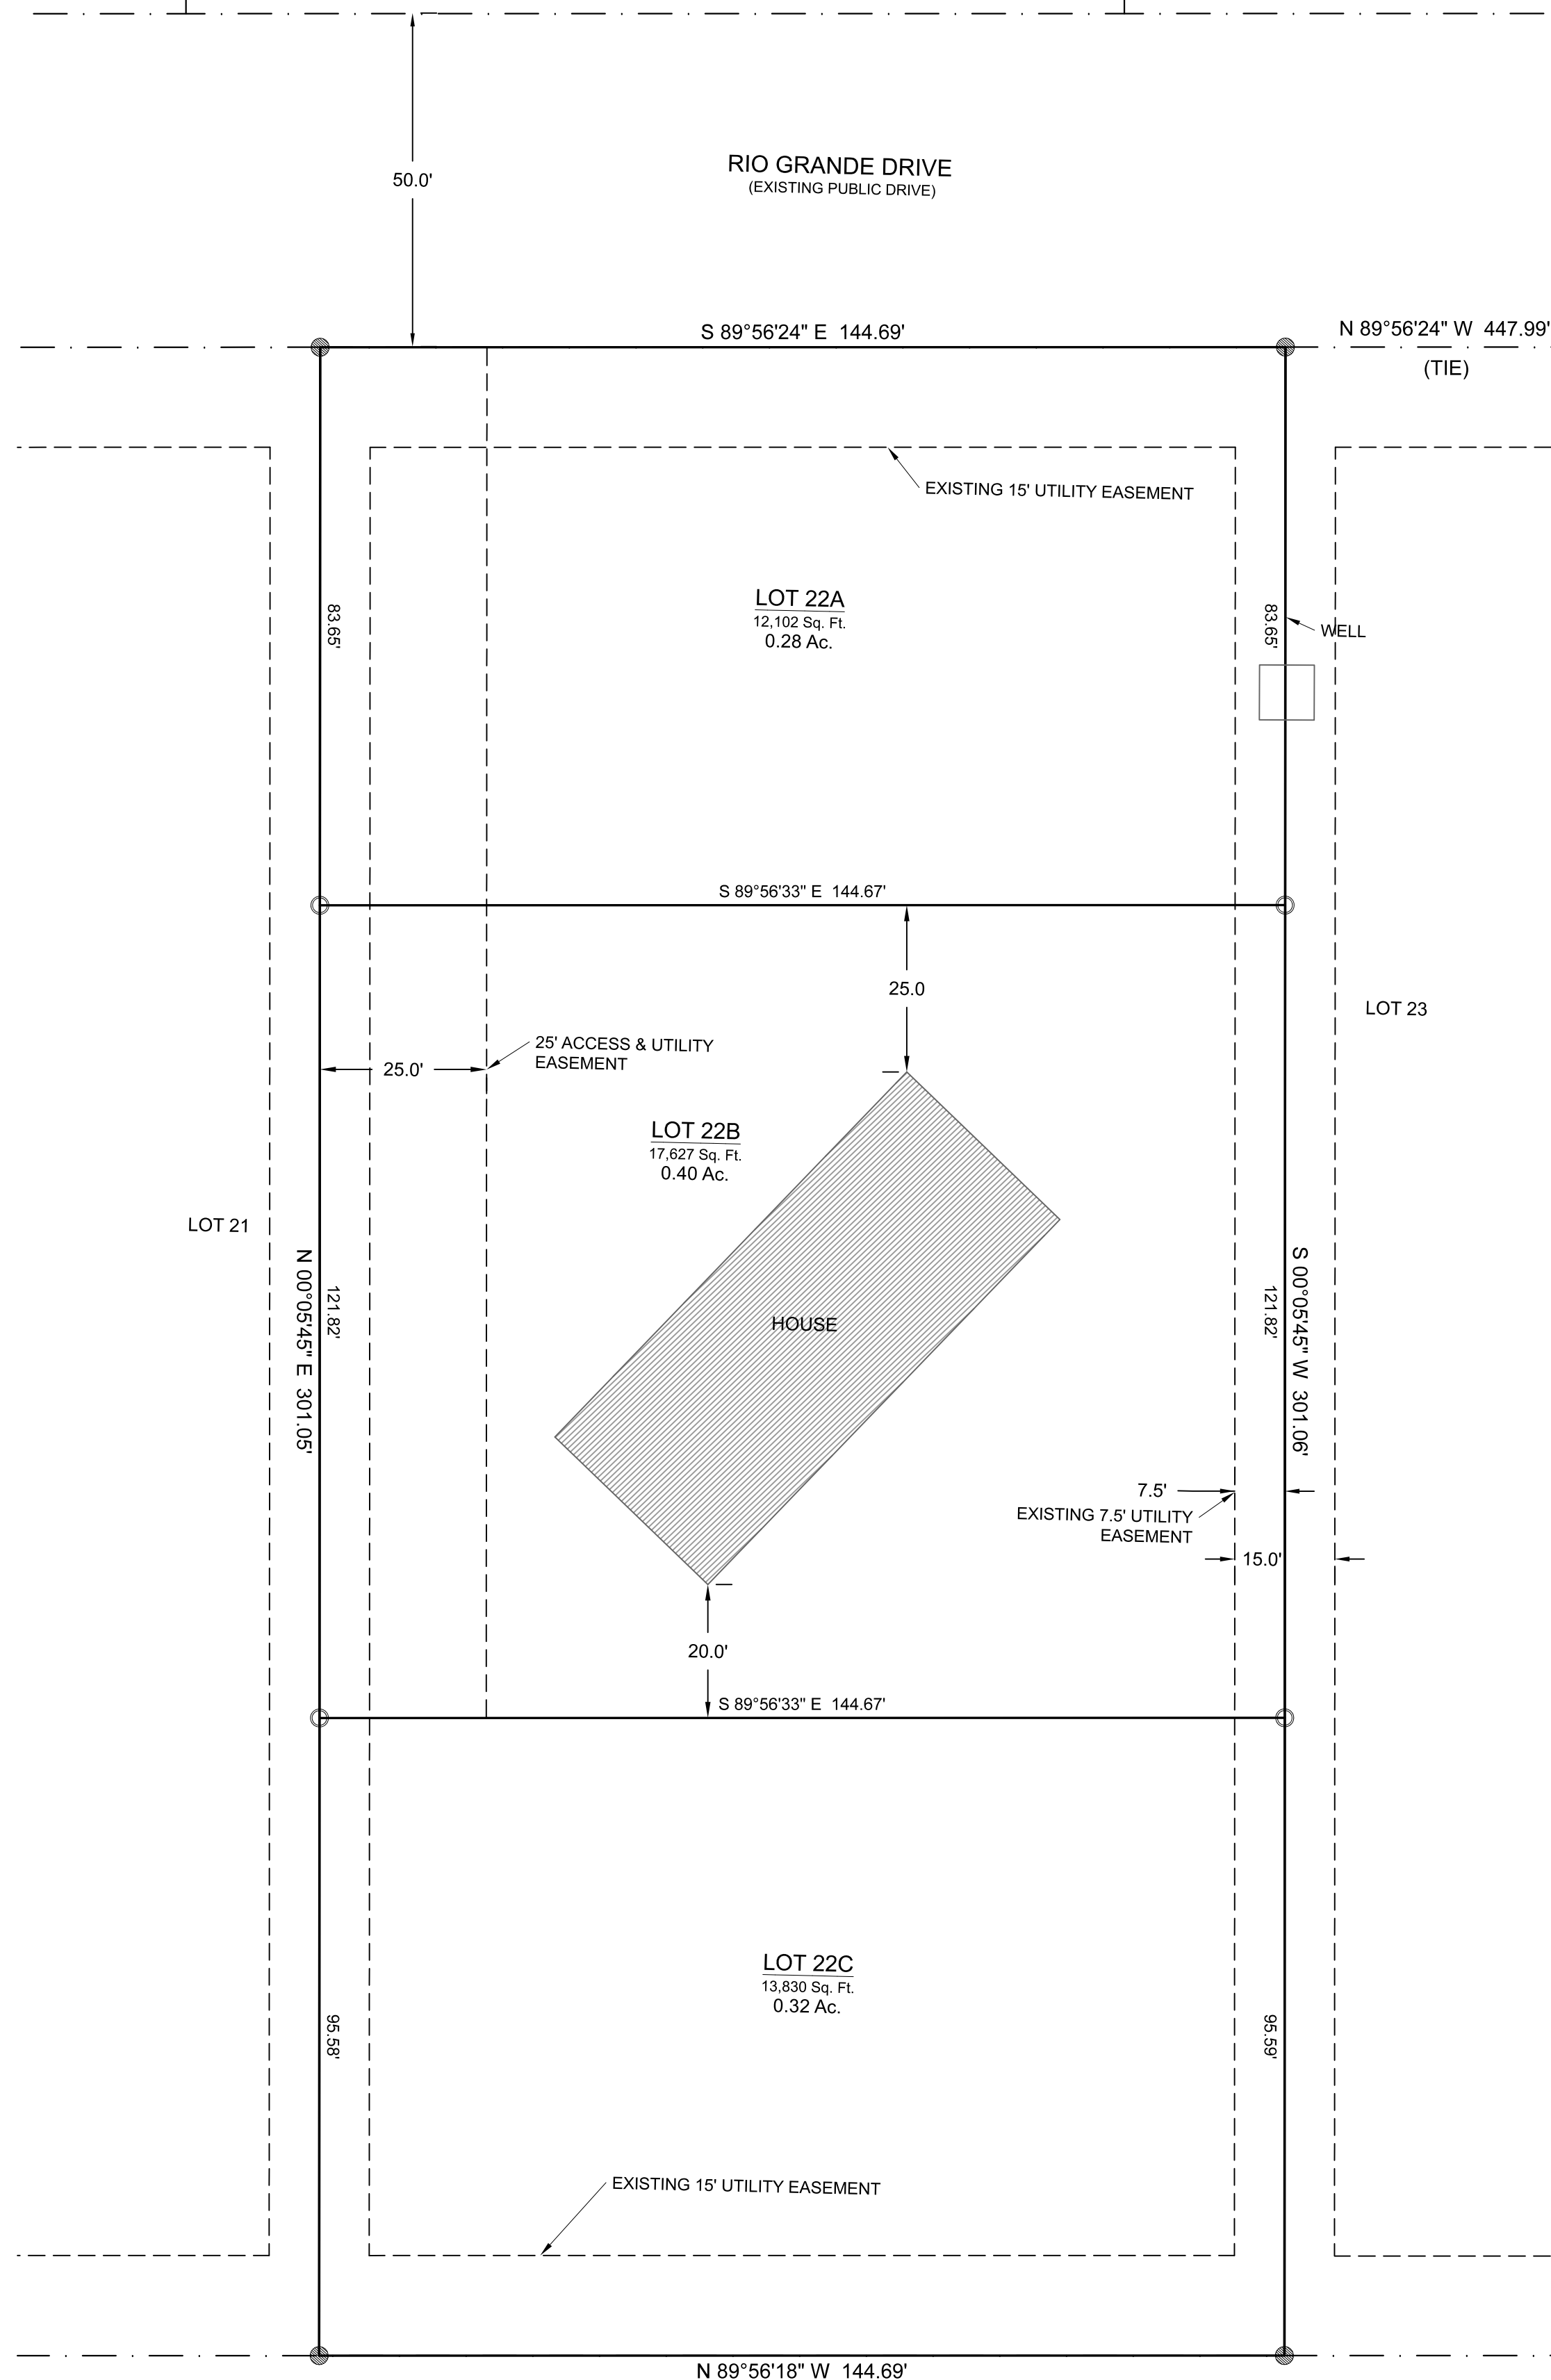 RIO GRANDE DRIVE
(EXISTING PUBLIC DRIVE)
50.0'
S 89°56'24" E 144.69'
N 89°56'24" W 447.99'
(TIE)
EXISTING 15' UTILITY EASEMENT
LOT 22A
12,102 Sq. Ft.
0.28 Ac.
83.65'
83.65'
WELL
S 89°56'33" E 144.67'
25.0
LOT 23
25' ACCESS & UTILITY
EASEMENT
25.0'
LOT 22B
17,627 Sq. Ft.
0.40 Ac.
LOT 21
N 00°05'45" E 301.05'
121.82'
HOUSE
121.82'
S 00°05'45" W 301.06'
7.5'
EXISTING 7.5' UTILITY
EASEMENT
15.0'
20.0'
S 89°56'33" E 144.67'
LOT 22C
13,830 Sq. Ft.
0.32 Ac.
95.58'
95.59'
EXISTING 15' UTILITY EASEMENT
N 89°56'18" W 144.69'